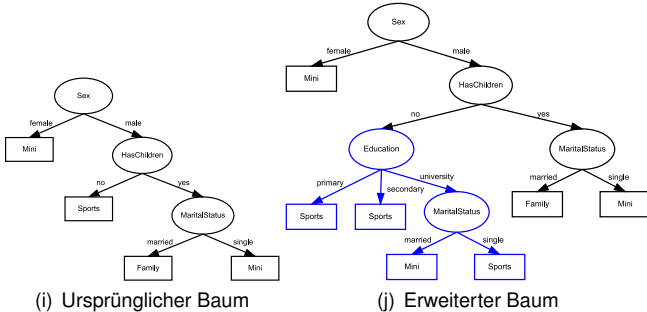 Sex
female
male
Mini
HasChildren
no
yes
Sports
MaritalStatus
married
single
Family
Mini
(i) Ursprünglicher Baum
Sex
female
male
Mini
HasChildren
no
yes
Education
MaritalStatus
primary
secondary
university
married
single
Sports
Sports
MaritalStatus
Family
Mini
married
single
Mini
Sports
(j) Erweiterter Baum